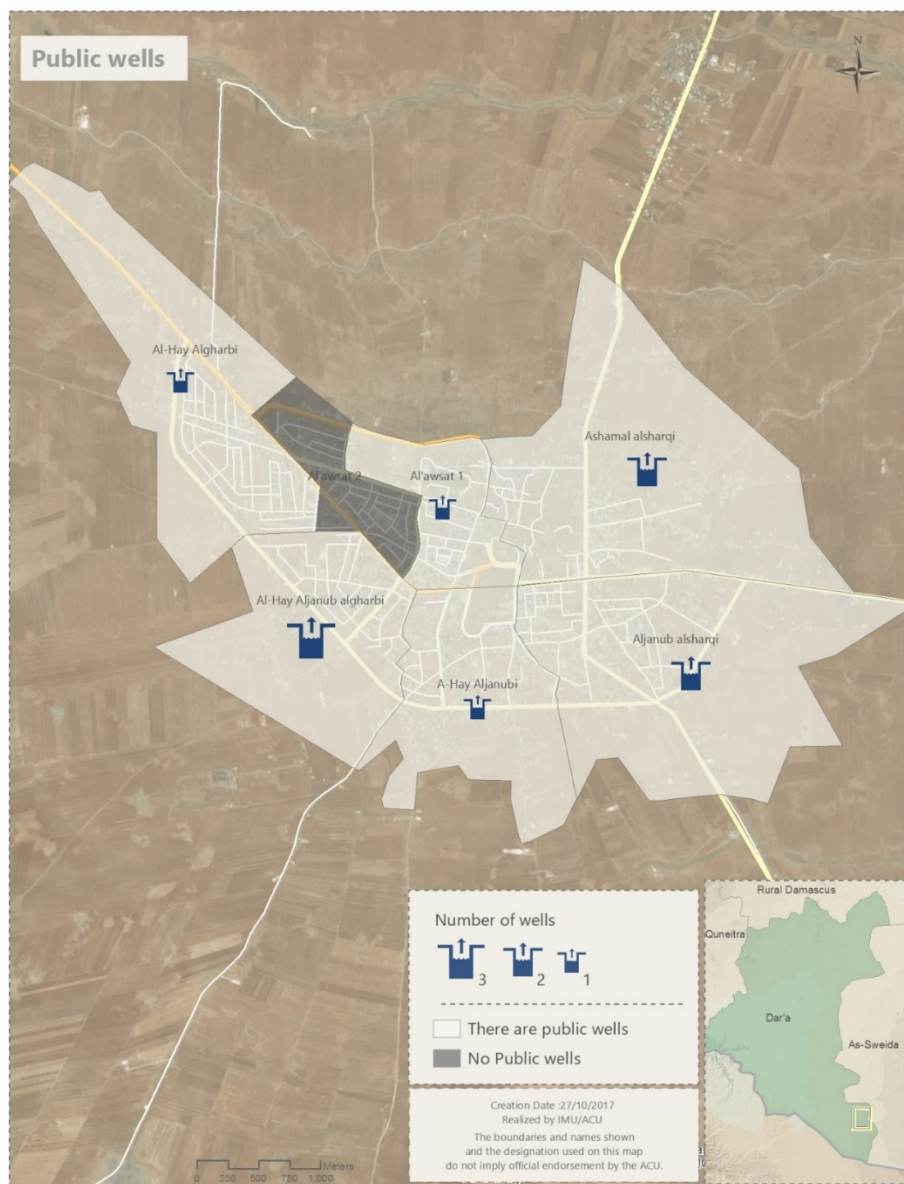 Public wells
N
Al-Hay Algharbi
Ashamal alsharqi
Al'awsat 2
Al'awsat 1
Al-Hay Aljanub algharbi
Aljanub alsharqi
A-Hay Aljanubi
Number of wells
3 2 1
There are public wells
No Public wells
Creation Date :27/10/2017
Realized by IMU/ACU
The boundaries and names shown
and the designation used on this map
do not imply official endorsement by the ACU.
Meters
0 250 500 750 1,000
Rural Damascus
Quneitra
Dar'a
As-Sweida